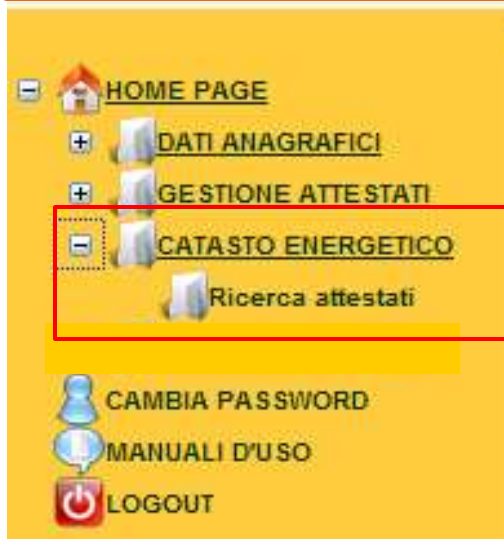 HOME PAGE
DATI ANAGRAFICI
GESTIONE ATTESTATI
CATASTO ENERGETICO
Ricerca attestati
CAMBIA PASSWORD
MANUALI D'USO
LOGOUT